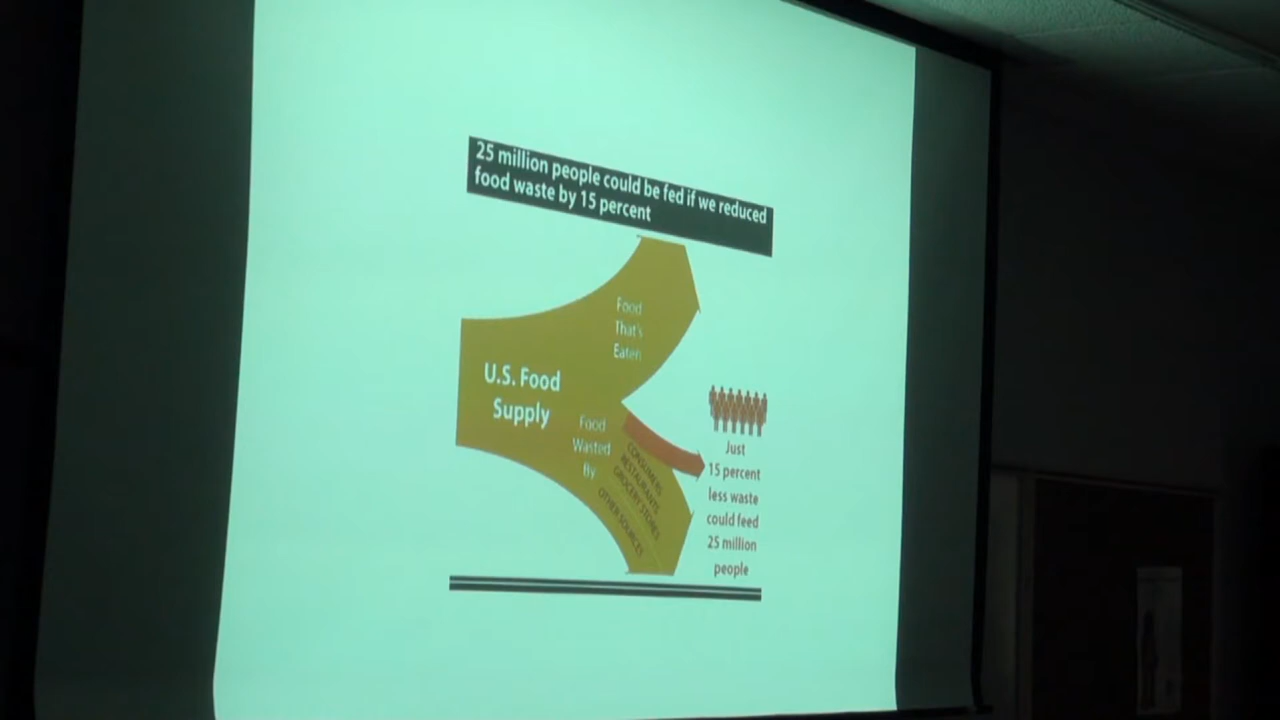 25 million people could be fed if we reduced
food waste by 15 percent
Food
That's
Eaten
U.S. Food
Supply
Food
Wasted
By
CONSUMERS
RESTAURANTS
GROCERY STORES
OTHER SOURCES
Just
15 percent
less waste
could feed
25 million
people